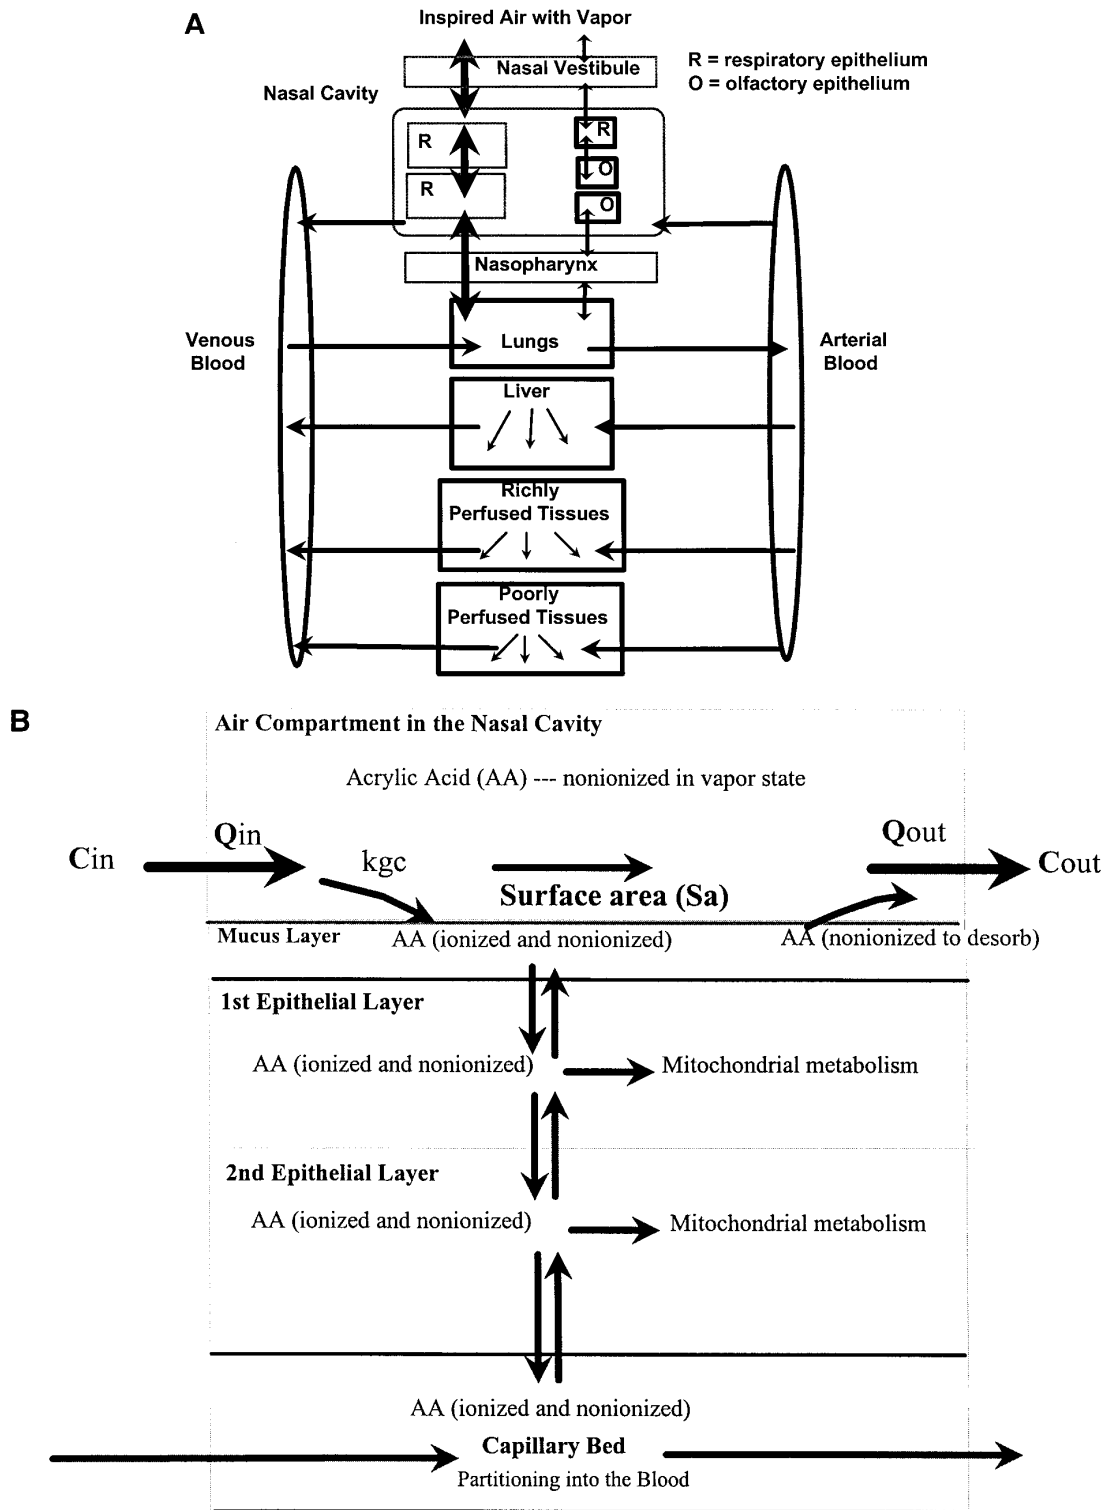 A
Inspired Air with Vapor
Nasal Vestibule
R = respiratory epithelium
O = olfactory epithelium
Nasal Cavity
R
R
R
O
O
Nasopharynx
Venous
Blood
Lungs
Arterial
Blood
Liver
Richly
Perfused Tissues
Poorly
Perfused Tissues
B
Air Compartment in the Nasal Cavity
Acrylic Acid (AA) --- nonionized in vapor state
Cin
Qin
kgc
Qout
Cout
Surface area (Sa)
Mucus Layer
AA (ionized and nonionized)
AA (nonionized to desorb)
1st Epithelial Layer
AA (ionized and nonionized)
Mitochondrial metabolism
2nd Epithelial Layer
AA (ionized and nonionized)
Mitochondrial metabolism
AA (ionized and nonionized)
Capillary Bed
Partitioning into the Blood